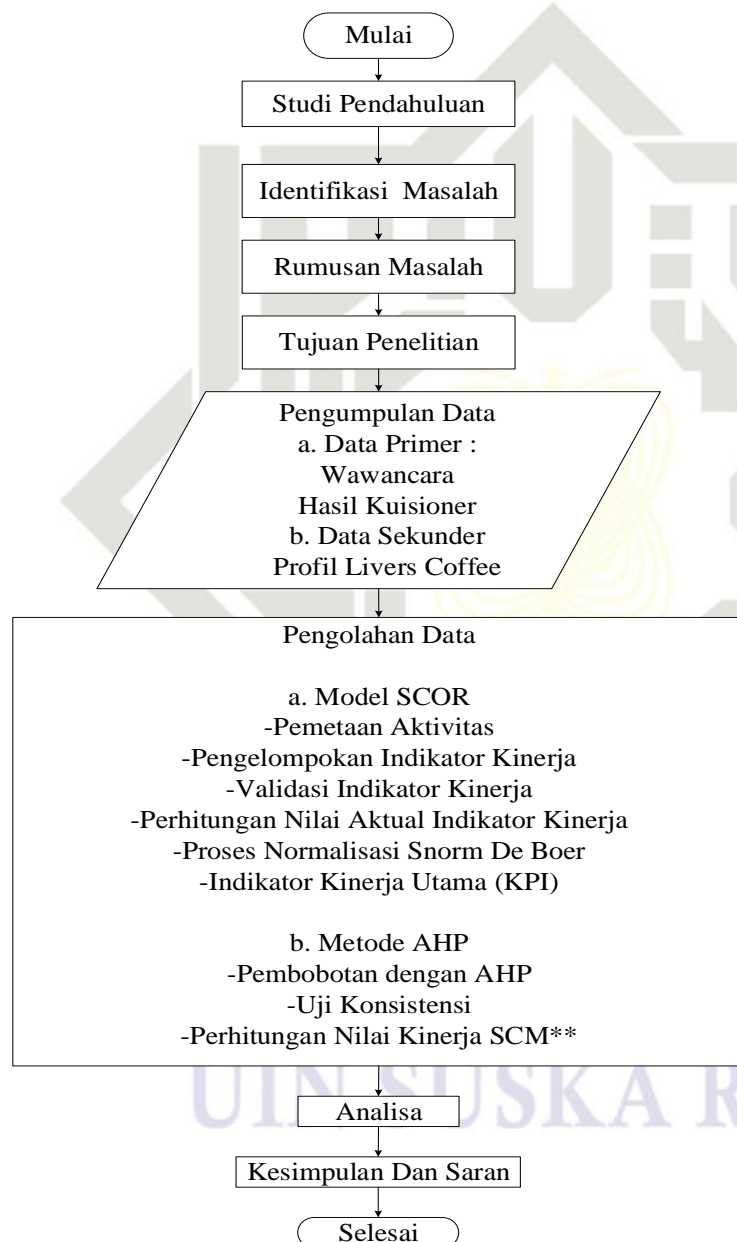 Mulai
Studi Pendahuluan
Identifikasi Masalah
Rumusan Masalah
Tujuan Penelitian
Pengumpulan Data
a. Data Primer :
Wawancara
Hasil Kuisioner
b. Data Sekunder
Profil Livers Coffee
Pengolahan Data
a. Model SCOR
-Pemetaan Aktivitas
-Pengelompokan Indikator Kinerja
-Validasi Indikator Kinerja
-Perhitungan Nilai Aktual Indikator Kinerja
-Proses Normalisasi Snorm De Boer
-Indikator Kinerja Utama (KPI)
b. Metode AHP
-Pembobotan dengan AHP
-Uji Konsistensi
-Perhitungan Nilai Kinerja SCM**
UIN SUSKA R
Analisa
Kesimpulan Dan Saran
Selesai